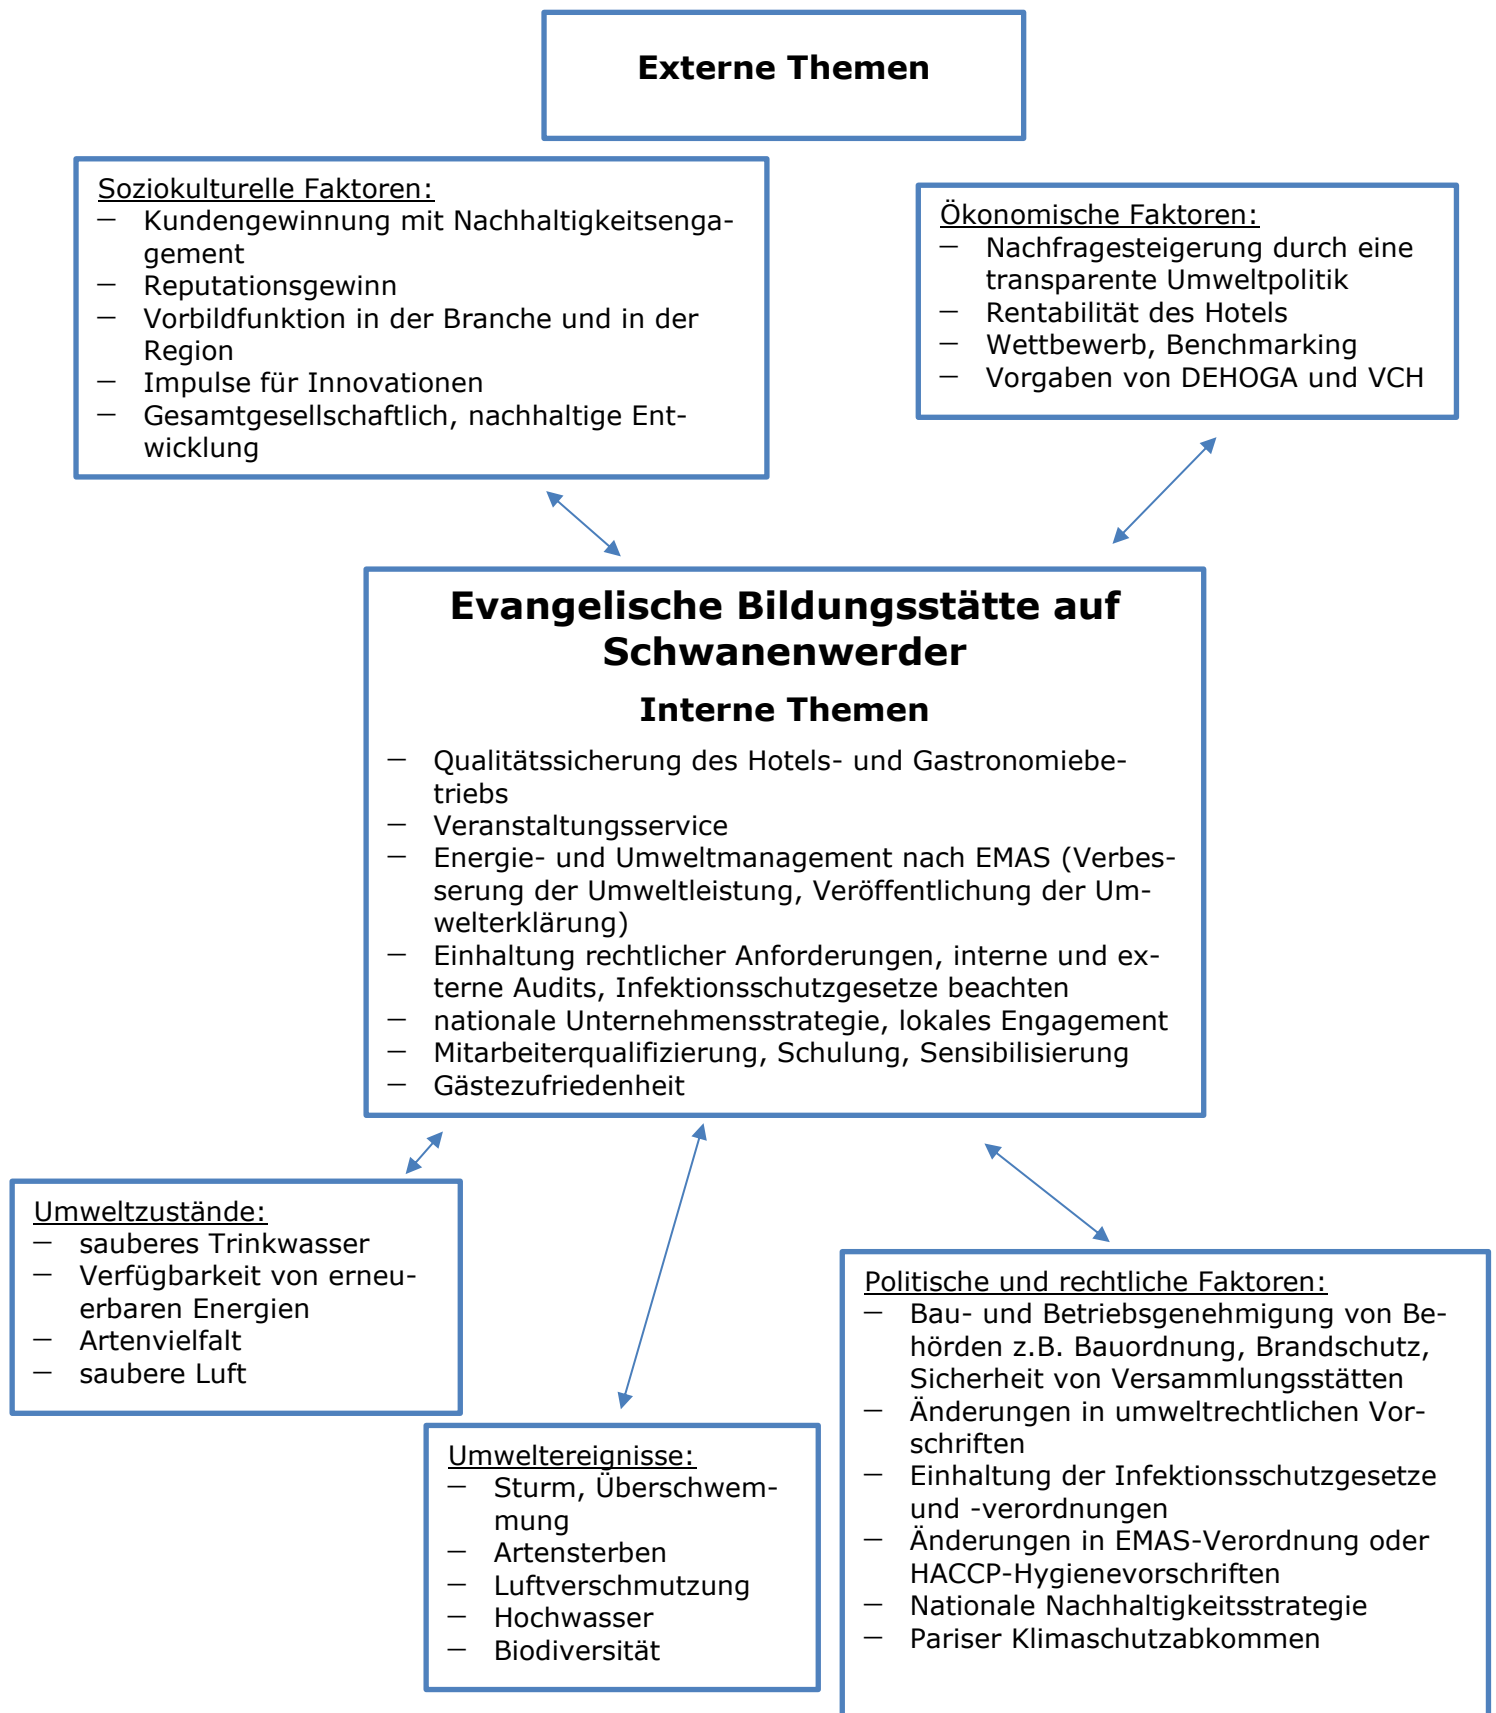 Externe Themen
Soziokulturelle Faktoren:
— Kundengewinnung mit Nachhaltigkeitsenga-
gement
— Reputationsgewinn
— Vorbildfunktion in der Branche und in der
Region
— Impulse für Innovationen
— Gesamtgesellschaftlich, nachhaltige Ent-
wicklung
Ökonomische Faktoren:
— Nachfragesteigerung durch eine
transparente Umweltpolitik
— Rentabilität des Hotels
— Wettbewerb, Benchmarking
— Vorgaben von DEHOGA und VCH
Evangelische Bildungsstätte auf
Schwanenwerder
Interne Themen
— Qualitätssicherung des Hotels- und Gastronomiebe-
triebs
— Veranstaltungsservice
— Energie- und Umweltmanagement nach EMAS (Verbes-
serung der Umweltleistung, Veröffentlichung der Um-
welterklärung)
— Einhaltung rechtlicher Anforderungen, interne und ex-
terne Audits, Infektionsschutzgesetze beachten
— nationale Unternehmensstrategie, lokales Engagement
— Mitarbeiterqualifizierung, Schulung, Sensibilisierung
— Gästezufriedenheit
Umweltzustände:
— sauberes Trinkwasser
— Verfügbarkeit von erneu-
erbaren Energien
— Artenvielfalt
— saubere Luft
Umweltereignisse:
— Sturm, Überschwem-
mung
— Artensterben
— Luftverschmutzung
— Hochwasser
— Biodiversität
Politische und rechtliche Faktoren:
— Bau- und Betriebsgenehmigung von Be-
hörden z.B. Bauordnung, Brandschutz,
Sicherheit von Versammlungsstätten
— Änderungen in umweltrechtlichen Vor-
schriften
— Einhaltung der Infektionsschutzgesetze
und -verordnungen
— Änderungen in EMAS-Verordnung oder
HACCP-Hygienevorschriften
— Nationale Nachhaltigkeitsstrategie
— Pariser Klimaschutzabkommen